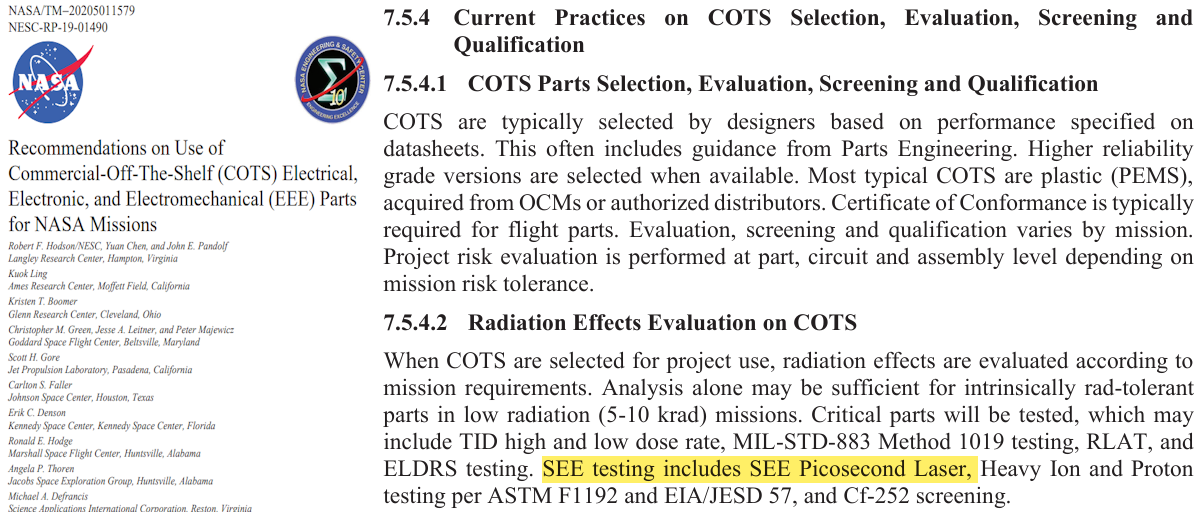 NASA/TM–20205011579
NESC-RP-19-01490
NASA
NASA ENGINEERING & SAFETY CENTER
10
ENGINEERING EXCELLENCE
Recommendations on Use of
Commercial-Off-The-Shelf (COTS) Electrical,
Electronic, and Electromechanical (EEE) Parts
for NASA Missions
Robert F. Hodson/NESC, Yuan Chen, and John E. Pandolf
Langley Research Center, Hampton, Virginia
Kuok Ling
Ames Research Center, Moffett Field, California
Kristen T. Boomer
Glenn Research Center, Cleveland, Ohio
Christopher M. Green, Jesse A. Leitner, and Peter Majewicz
Goddard Space Flight Center, Beltsville, Maryland
Scott H. Gore
Jet Propulsion Laboratory, Pasadena, California
Carlton S. Faller
Johnson Space Center, Houston, Texas
Erik C. Denson
Kennedy Space Center, Kennedy Space Center, Florida
Ronald E. Hodge
Marshall Space Flight Center, Huntsville, Alabama
Angela P. Thoren
Jacobs Space Exploration Group, Huntsville, Alabama
Michael A. Defrancis
Science Applications International Corporation, Reston, Virginia
7.5.4 Current Practices on COTS Selection, Evaluation, Screening and
Qualification
7.5.4.1 COTS Parts Selection, Evaluation, Screening and Qualification
COTS are typically selected by designers based on performance specified on
datasheets. This often includes guidance from Parts Engineering. Higher reliability
grade versions are selected when available. Most typical COTS are plastic (PEMS),
acquired from OCMs or authorized distributors. Certificate of Conformance is typically
required for flight parts. Evaluation, screening and qualification varies by mission.
Project risk evaluation is performed at part, circuit and assembly level depending on
mission risk tolerance.
7.5.4.2 Radiation Effects Evaluation on COTS
When COTS are selected for project use, radiation effects are evaluated according to
mission requirements. Analysis alone may be sufficient for intrinsically rad-tolerant
parts in low radiation (5-10 krad) missions. Critical parts will be tested, which may
include TID high and low dose rate, MIL-STD-883 Method 1019 testing, RLAT, and
ELDRS testing. SEE testing includes SEE Picosecond Laser, Heavy Ion and Proton
testing per ASTM F1192 and EIA/JESD 57, and Cf-252 screening.